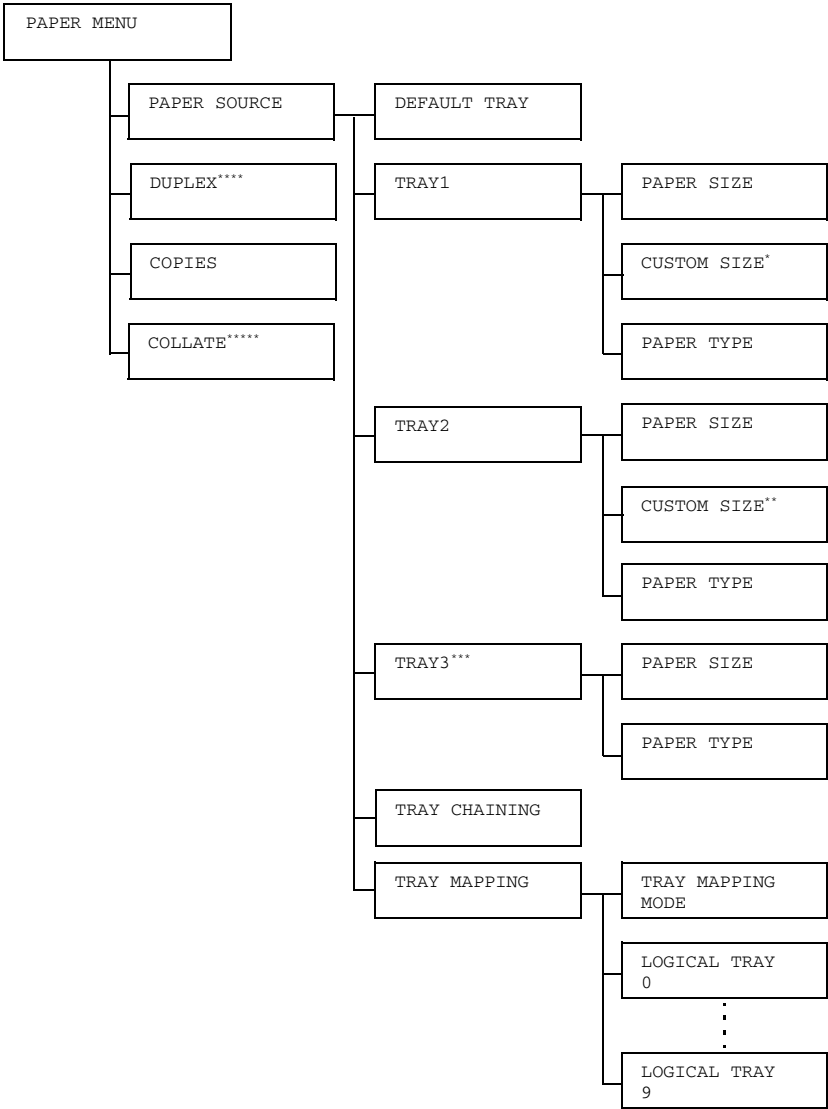 PAPER MENU
PAPER SOURCE
DEFAULT TRAY
DUPLEX****
TRAY1
PAPER SIZE
COPIES
CUSTOM SIZE*
COLLATE*****
PAPER TYPE
TRAY2
PAPER SIZE
CUSTOM SIZE**
PAPER TYPE
TRAY3***
PAPER SIZE
PAPER TYPE
TRAY CHAINING
TRAY MAPPING
TRAY MAPPING
MODE
LOGICAL TRAY
0
LOGICAL TRAY
9